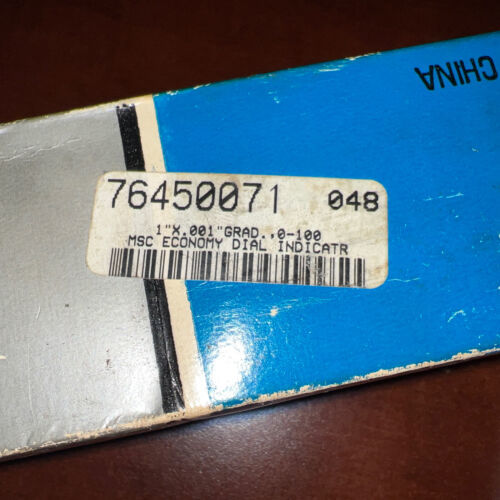 CHINA
76450071 048
1"X.001"GRAD.,0-100
MSC ECONOMY DIAL INDICATR